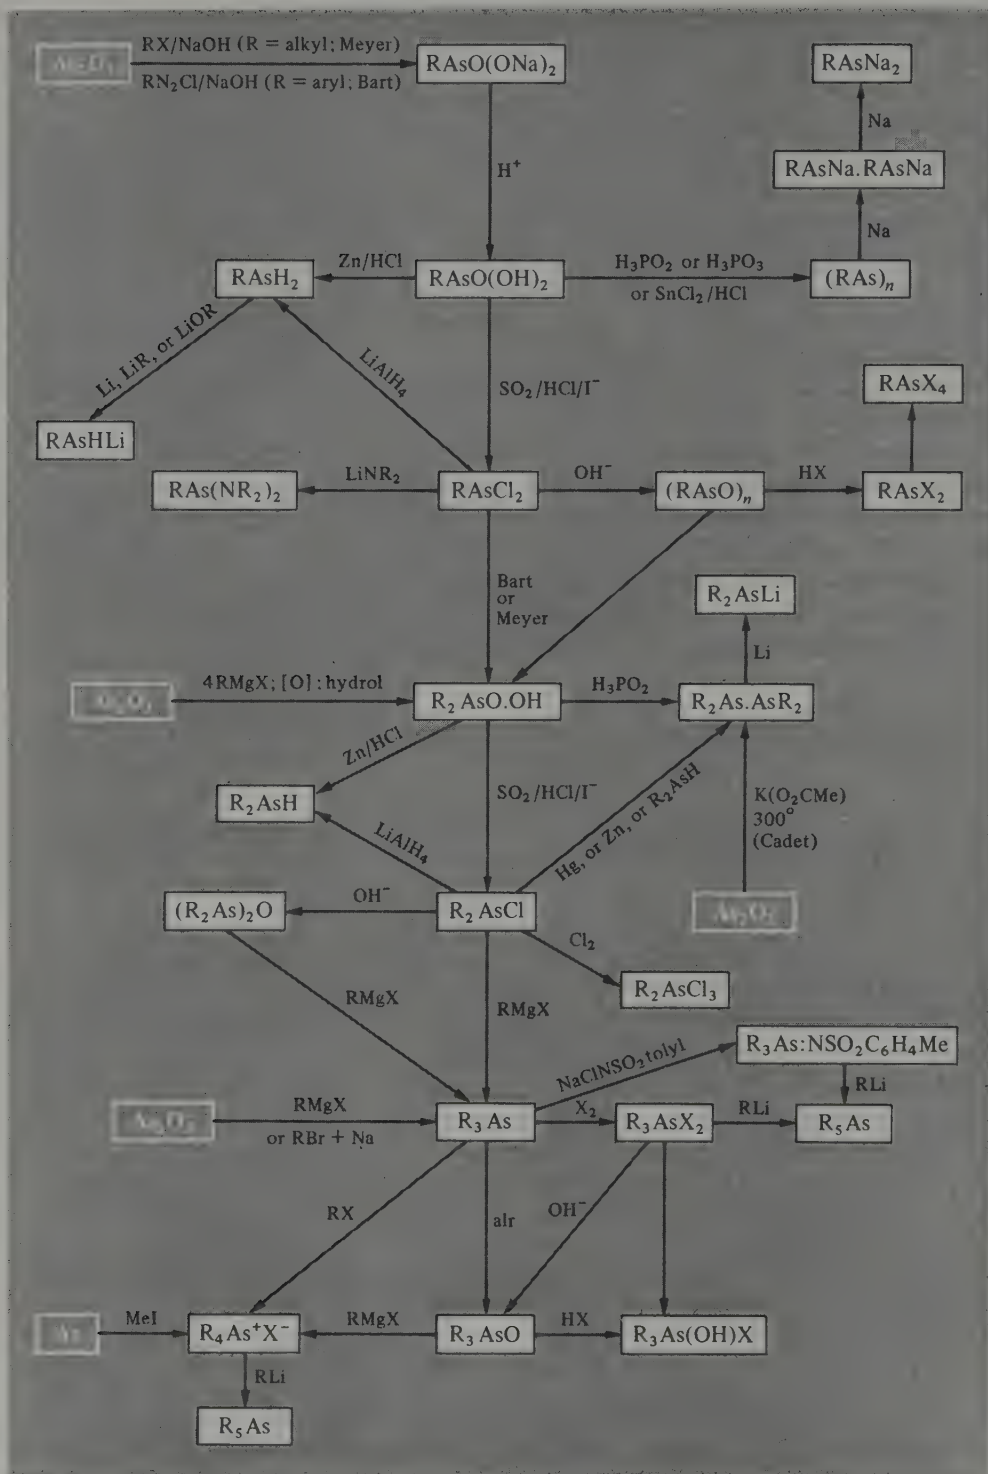 RX/NaOH (R = alkyl; Meyer)
As₂O₃
RAsO(ONa)₂
RAsNa₂
RN₂Cl/NaOH (R = aryl; Bart)
Na
RAsNa.RAsNa
H⁺
Na
Zn/HCl
H₃PO₂ or H₃PO₃
RAsH₂
RAsO(OH)₂
(RAs)ₙ
or SnCl₂/HCl
Li, LiR, or LiOR
LiAlH₄
SO₂/HCl/I⁻
RAsX₄
RAsHLi
LiNR₂
OH⁻
HX
RAs(NR₂)₂
RAsCl₂
(RAsO)ₙ
RAsX₂
Bart
or
Meyer
R₂AsLi
Li
4RMgX; [O]; hydrol
H₃PO₂
As₂O₃
R₂AsO.OH
R₂As.AsR₂
Zn/HCl
SO₂/HCl/I⁻
Hg, or Zn, or R₂AsH
K(O₂CMe)
300°
(Cadet)
R₂AsH
LiAlH₄
OH⁻
(R₂As)₂O
R₂AsCl
As₂O₃
Cl₂
RMgX
RMgX
R₂AsCl₃
NaClNSO₂tolyl
R₃As:NSO₂C₆H₄Me
RLi
RMgX
X₂
RLi
As₂O₃
R₃As
R₃AsX₂
R₅As
or RBr + Na
RX
air
OH⁻
MeI
RMgX
HX
As
R₄As⁺X⁻
R₃AsO
R₃As(OH)X
RLi
R₅As